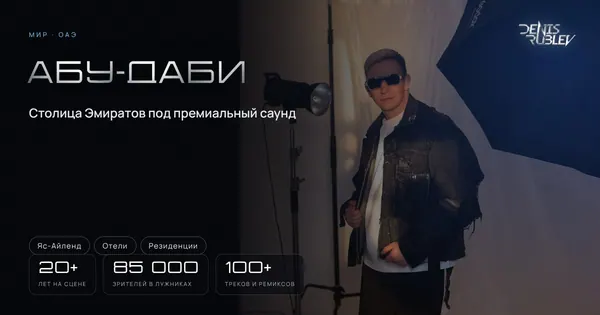 МИР · ОАЭ
DENIS
RUBLEV
АБУ-ДАБИ
Столица Эмиратов под премиальный саунд
Яс-Айленд
Отели
Резиденции
20+
ЛЕТ НА СЦЕНЕ
85 000
ЗРИТЕЛЕЙ В ЛУЖНИКАХ
100+
ТРЕКОВ И РЕМИКСОВ